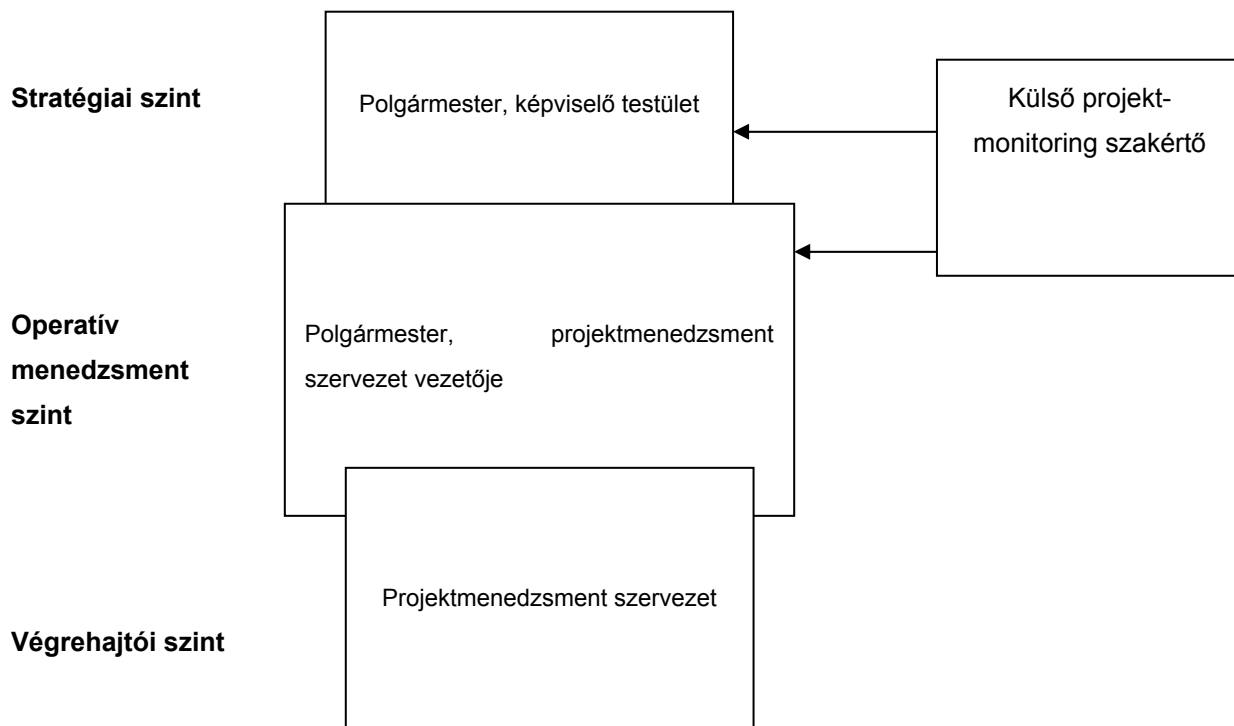 Stratégiai szint
Polgármester, képviselő testület
Külső projekt-
monitoring szakértő
Operatív
menedzsment
szint
Polgármester, projektmenedzsment
szervezet vezetője
Végrehajtói szint
Projektmenedzsment szervezet